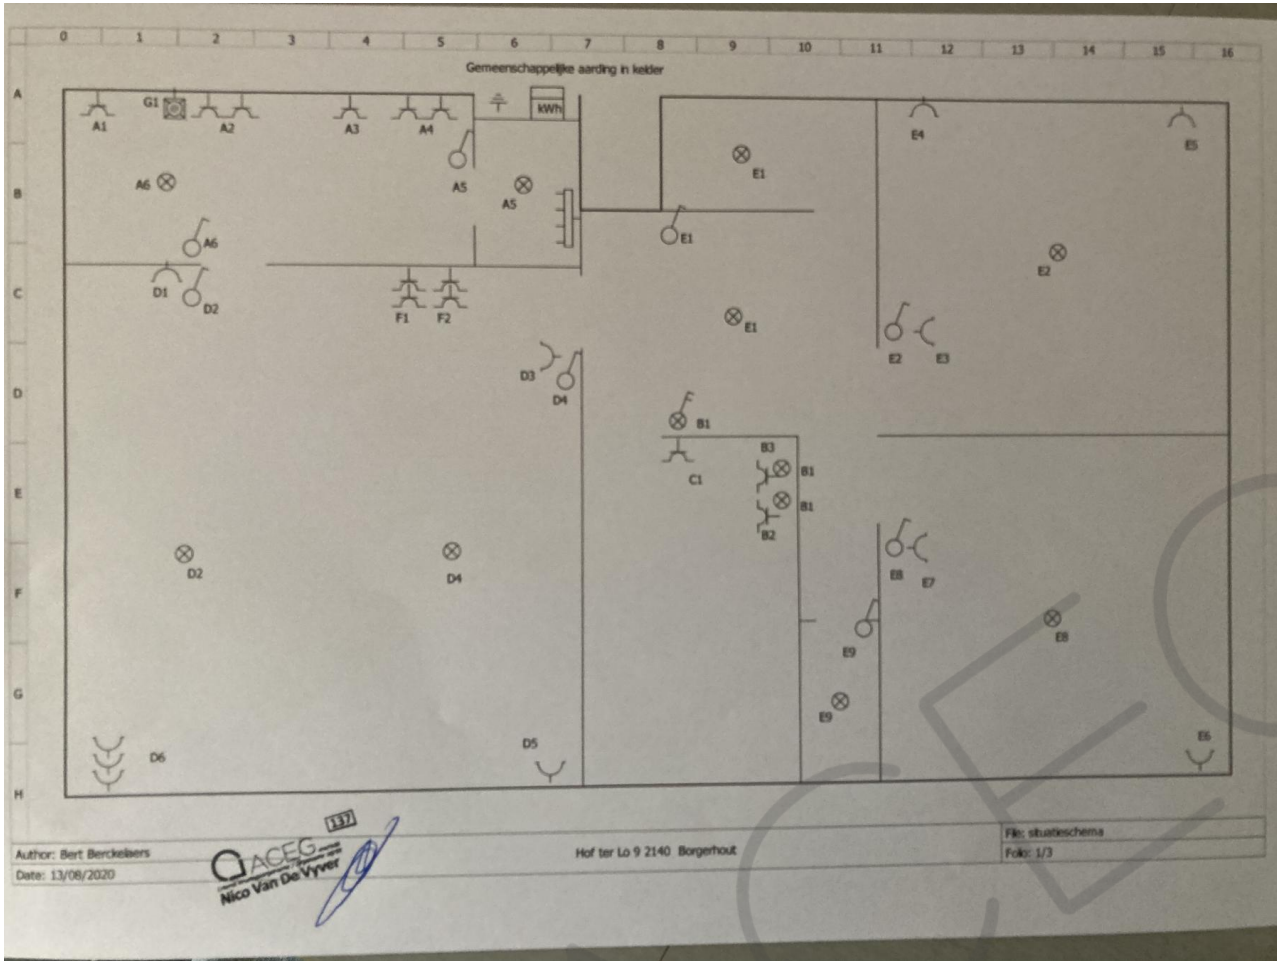 0 1 2 3 4 5 6 7 8 9 10 11 12 13 14 15 16
Gemeenschappelijke aarding in kelder
A
A1 G1 A2 A3 A4 kWh E4 E5
A5 E1
B A6 A5
A6 E1
E2
C D1 D2 F1 F2 E1
E2 E3
D D3 D4
B1
B3
C1 B1
E B1
B2
D2 D4 E8 E7
F E8
E9
G E9
D6 D5 E6
H
137
Author: Bert Berckelaers
Date: 13/08/2020
ACEG
Nico Van De Vyver
Hof ter Lo 9 2140 Borgerhout
File: situatieschema
Folio: 1/3